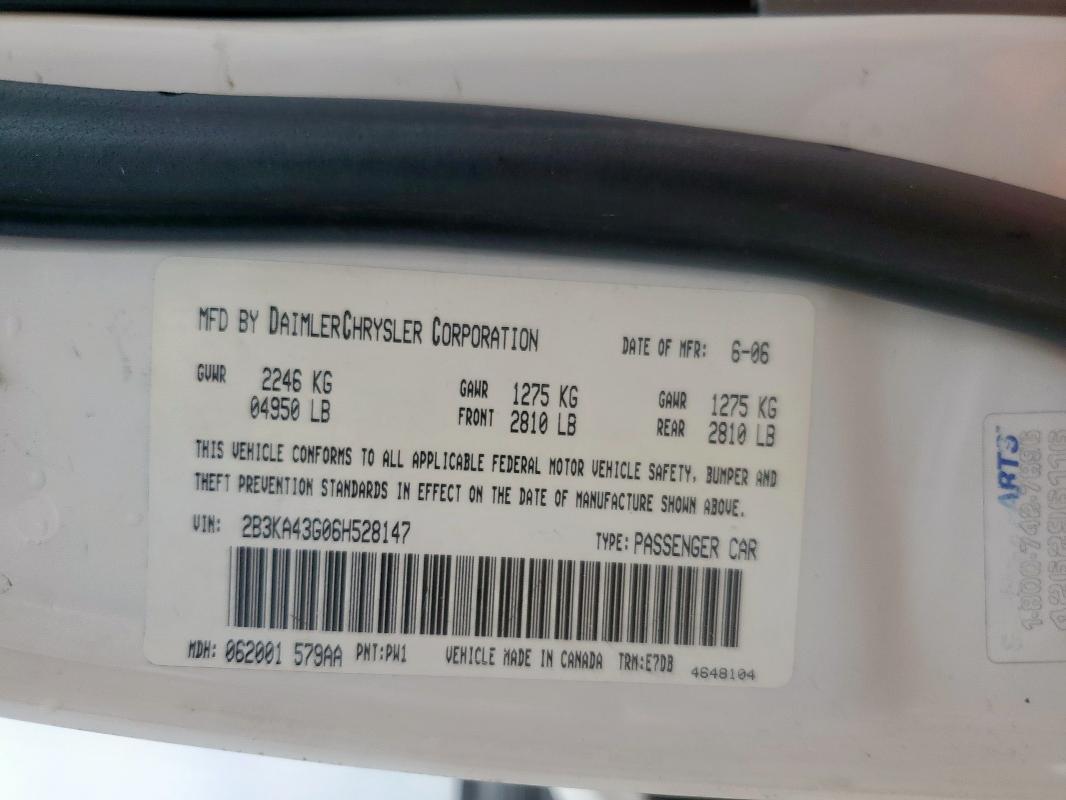 MFD BY DAIMLERCHRYSLER CORPORATION
DATE OF MFR: 6-06
GVWR 2246 KG
04950 LB
GAWR 1275 KG
FRONT 2810 LB
GAWR 1275 KG
REAR 2810 LB
THIS VEHICLE CONFORMS TO ALL APPLICABLE FEDERAL MOTOR VEHICLE SAFETY, BUMPER AND
THEFT PREVENTION STANDARDS IN EFFECT ON THE DATE OF MANUFACTURE SHOWN ABOVE.
VIN: 2B3KA43G06H528147
TYPE: PASSENGER CAR
MDH: 062001 579AA PNT:PW1 VEHICLE MADE IN CANADA TRM:E7DB 4648104
ARTS